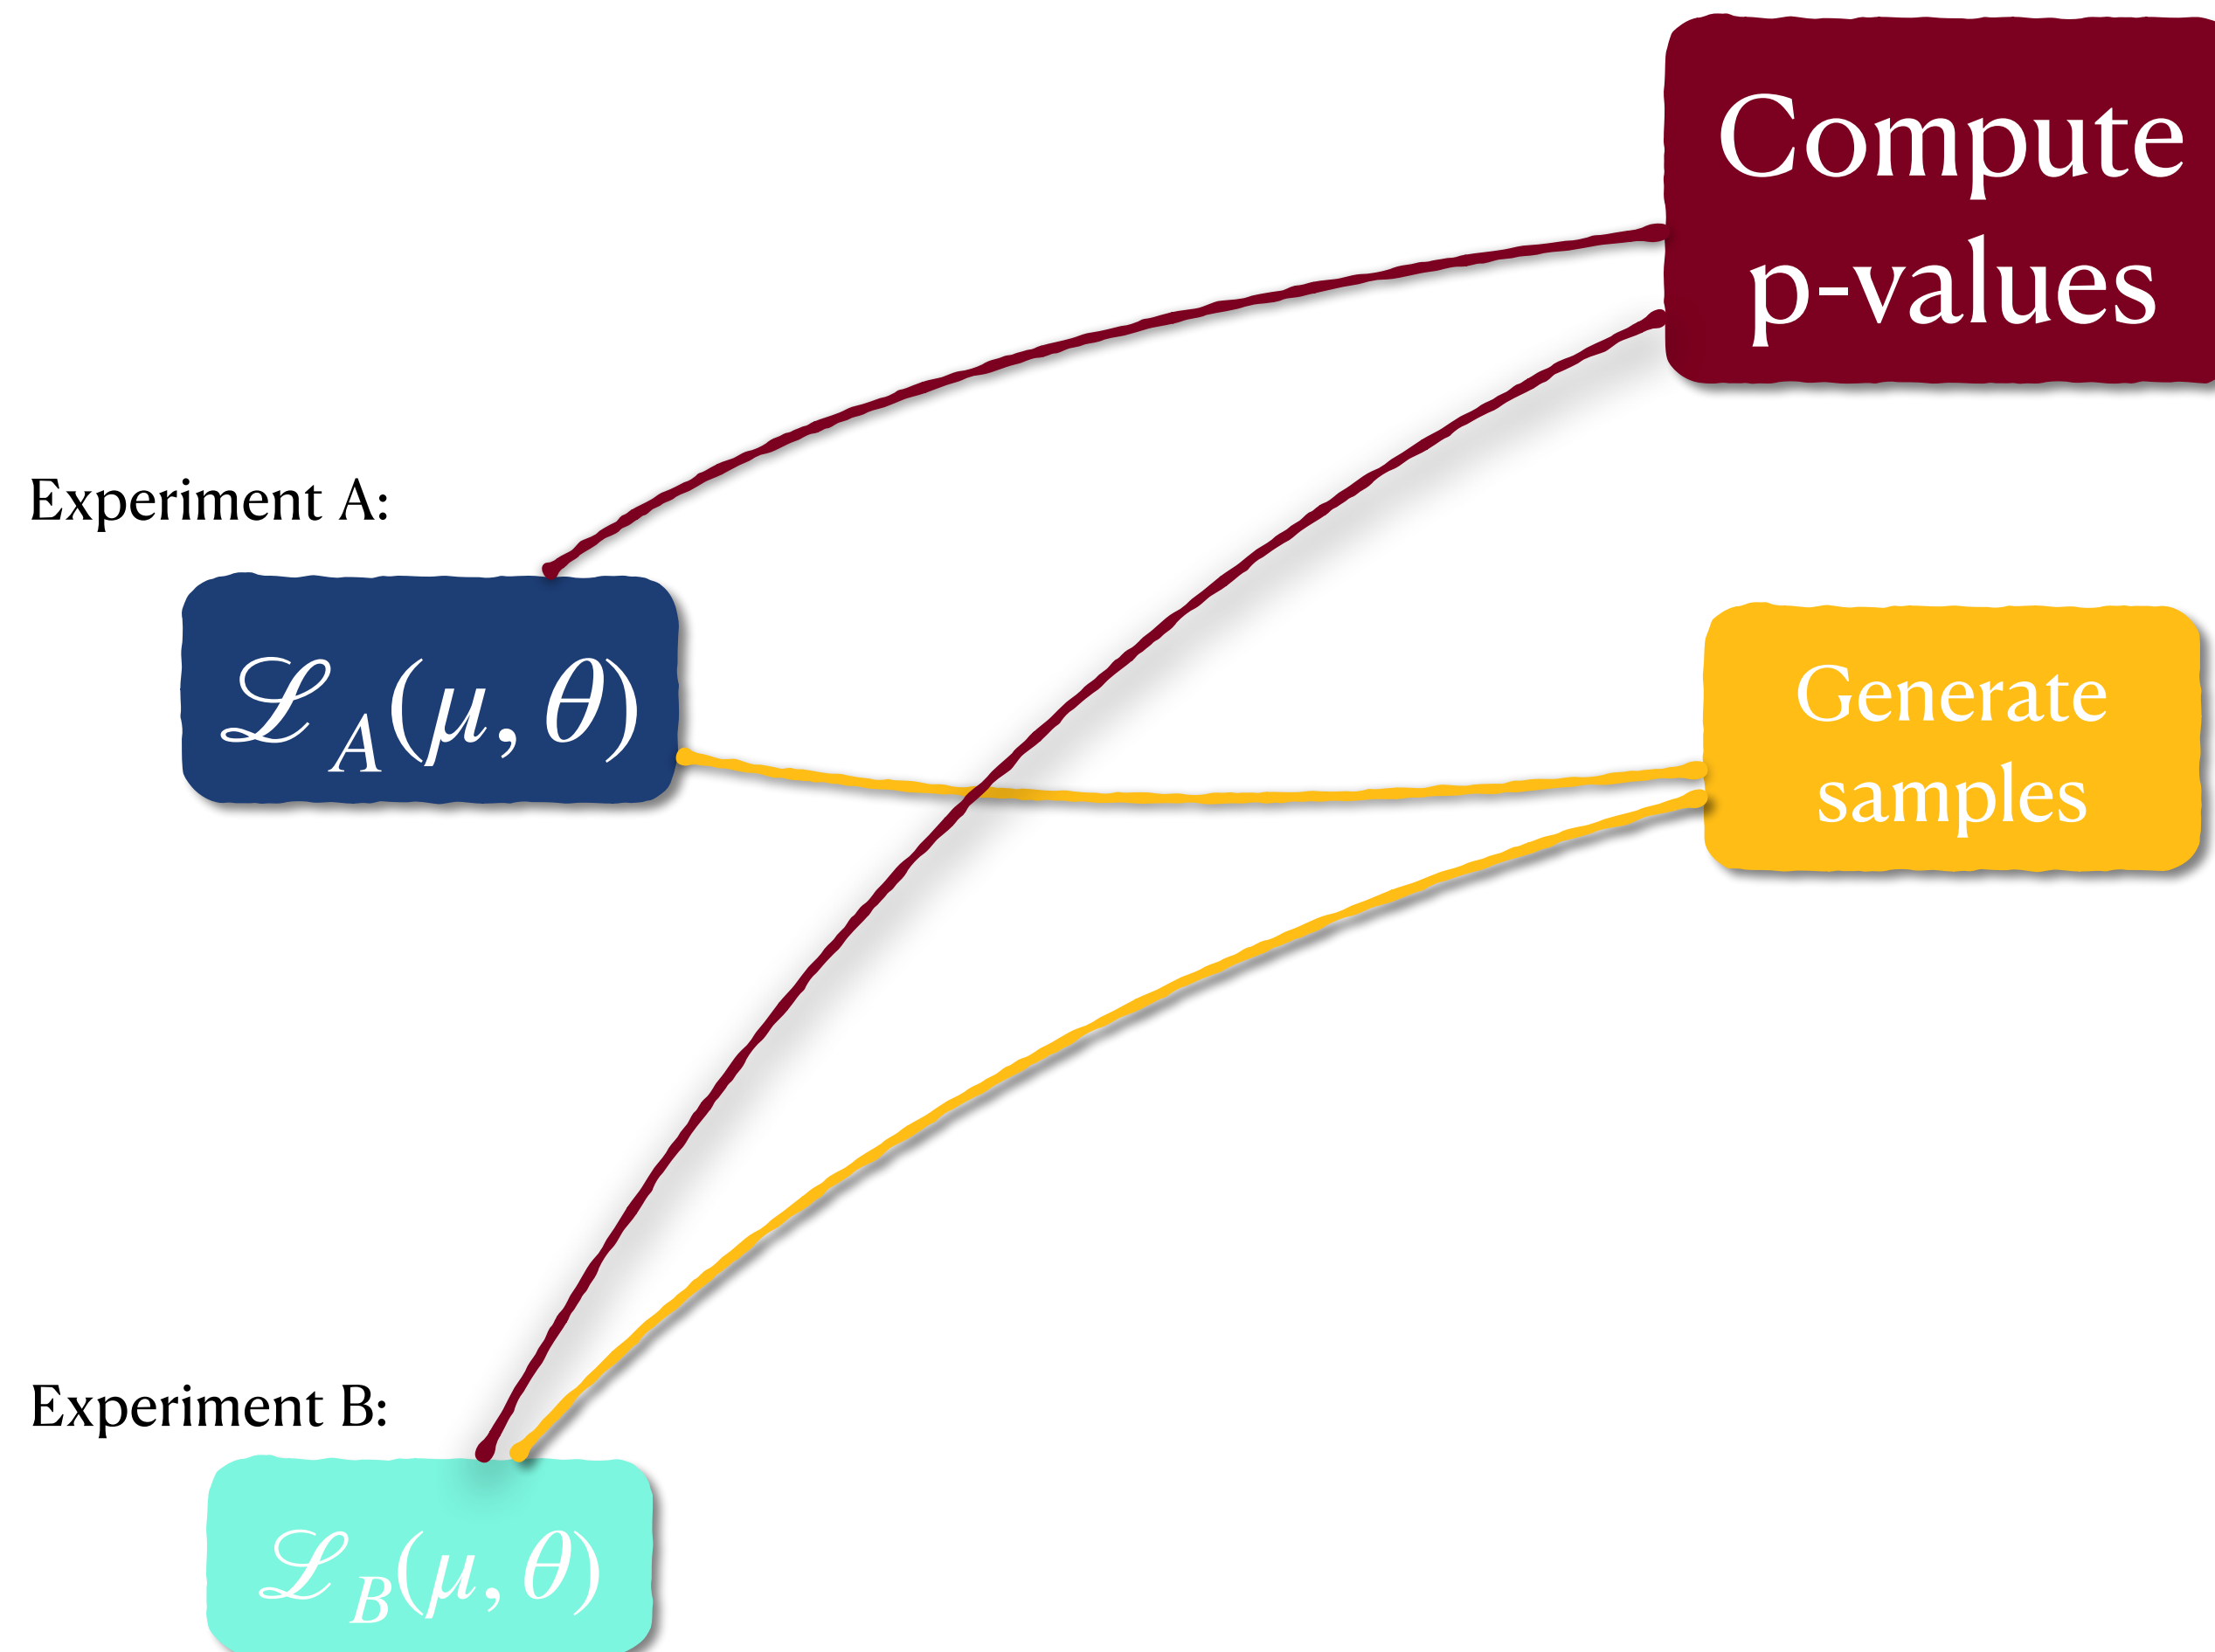 Compute
p-values
Experiment A:
ℒ_A(μ, θ)
Generate
samples
Experiment B:
ℒ_B(μ, θ)